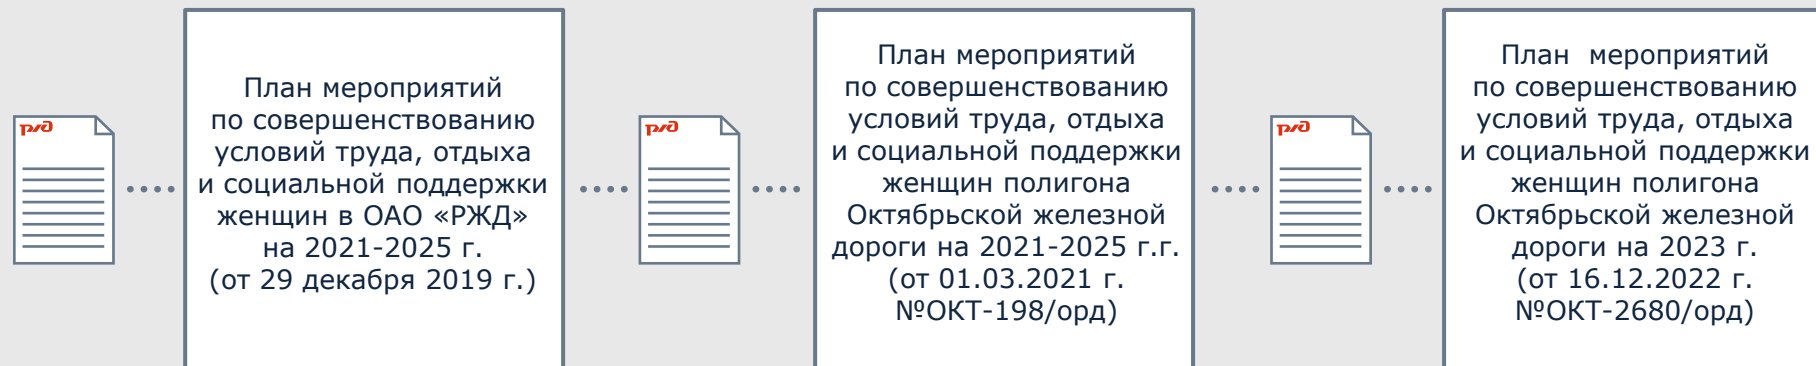 ржд
План мероприятий
по совершенствованию
условий труда, отдыха
и социальной поддержки
женщин в ОАО «РЖД»
на 2021-2025 г.
(от 29 декабря 2019 г.)
ржд
План мероприятий
по совершенствованию
условий труда, отдыха
и социальной поддержки
женщин полигона
Октябрьской железной
дороги на 2021-2025 г.г.
(от 01.03.2021 г.
№ОКТ-198/орд)
ржд
План  мероприятий
по совершенствованию
условий труда, отдыха
и социальной поддержки
женщин полигона
Октябрьской железной
дороги на 2023 г.
(от 16.12.2022 г.
№ОКТ-2680/орд)